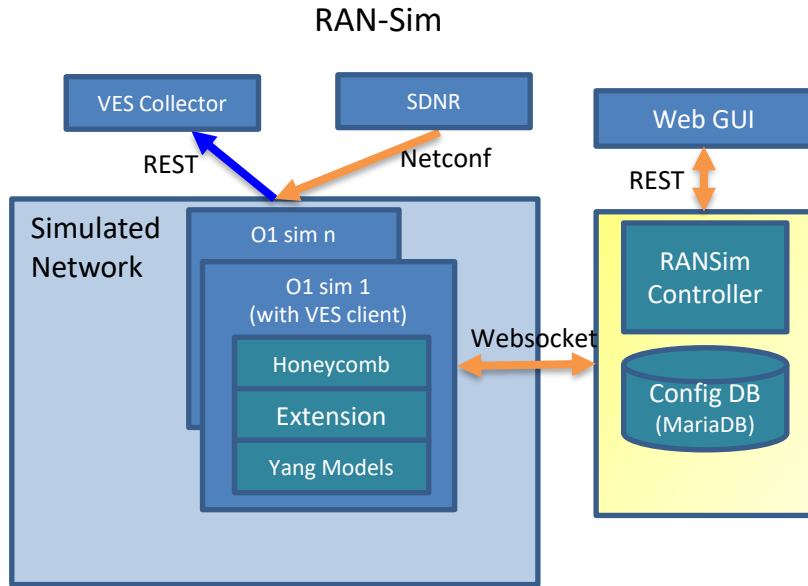 RAN-Sim
VES Collector
SDNR
Web GUI
REST
Netconf
REST
Simulated
Network
O1 sim n
O1 sim 1
(with VES client)
Honeycomb
Extension
Yang Models
Websocket
RANSim
Controller
Config DB
(MariaDB)